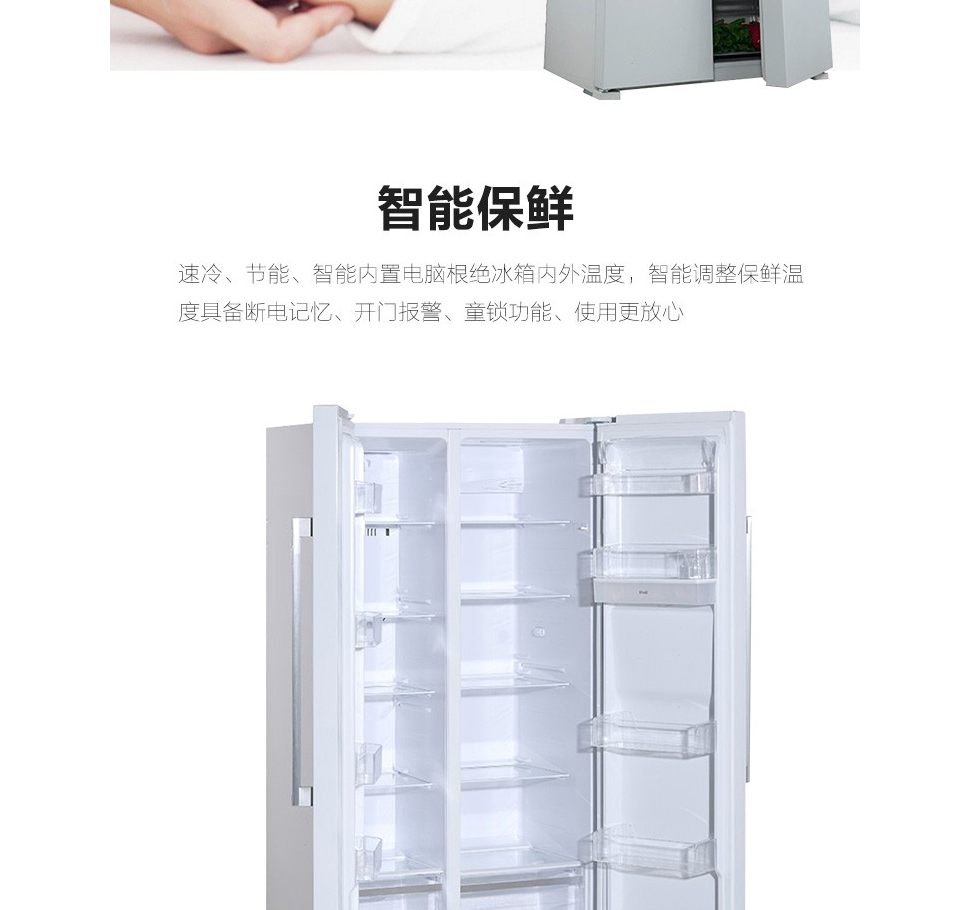 智能保鲜
速冷、节能、智能内置电脑根绝冰箱内外温度，智能调整保鲜温
度具备断电记忆、开门报警、童锁功能、使用更放心